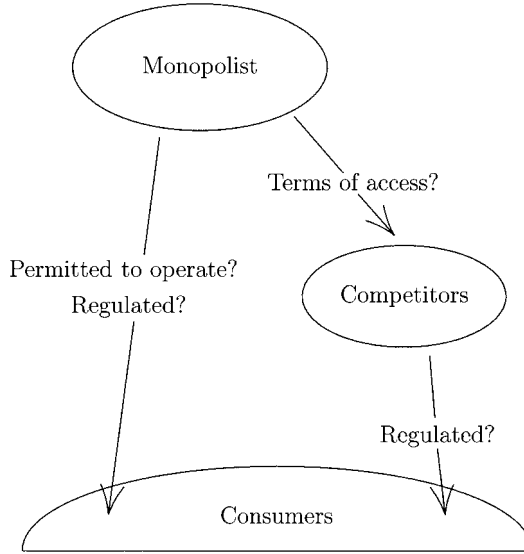 Monopolist
Terms of access?
Permitted to operate?
Regulated?
Competitors
Regulated?
Consumers